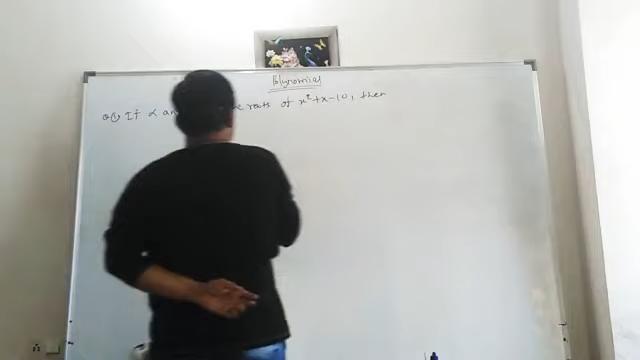 Polynomial
Q① If α an roots of x²+x-10, then